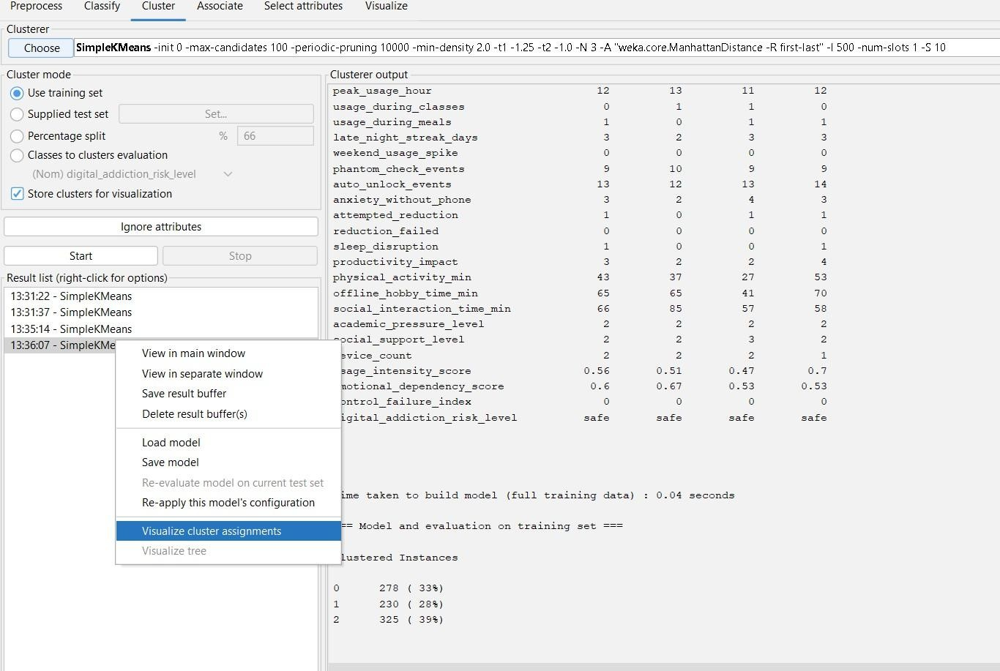 Preprocess Classify Cluster Associate Select attributes Visualize
Clusterer
Choose SimpleKMeans -init 0 -max-candidates 100 -periodic-pruning 10000 -min-density 2.0 -t1 -1.25 -t2 -1.0 -N 3 -A "weka.core.ManhattanDistance -R first-last" -I 500 -num-slots 1 -S 10
Cluster mode
Use training set
Supplied test set Set...
Percentage split % 66
Classes to clusters evaluation
(Nom) digital_addiction_risk_level
Store clusters for visualization
Ignore attributes
Start Stop
Result list (right-click for options)
13:31:22 - SimpleKMeans
13:31:37 - SimpleKMeans
13:35:14 - SimpleKMeans
13:36:07 - SimpleKMe
View in main window
View in separate window
Save result buffer
Delete result buffer(s)
Load model
Save model
Re-evaluate model on current test set
Re-apply this model's configuration
Visualize cluster assignments
Visualize tree
Clusterer output
peak_usage_hour 12 13 11 12
usage_during_classes 0 1 1 0
usage_during_meals 1 0 1 1
late_night_streak_days 3 2 3 3
weekend_usage_spike 0 0 0 0
phantom_check_events 9 10 9 9
auto_unlock_events 13 12 13 14
anxiety_without_phone 3 2 4 3
attempted_reduction 1 0 1 1
reduction_failed 0 0 0 0
sleep_disruption 1 0 0 1
productivity_impact 3 2 2 4
physical_activity_min 43 37 27 53
offline_hobby_time_min 65 65 41 70
social_interaction_time_min 66 85 57 58
academic_pressure_level 2 2 2 2
social_support_level 2 2 3 2
evice_count 2 2 2 1
sage_intensity_score 0.56 0.51 0.47 0.7
motional_dependency_score 0.6 0.67 0.53 0.53
ontrol_failure_index 0 0 0 0
igital_addiction_risk_level safe safe safe safe
ime taken to build model (full training data) : 0.04 seconds
== Model and evaluation on training set ===
lustered Instances
0 278 ( 33%)
1 230 ( 28%)
2 325 ( 39%)